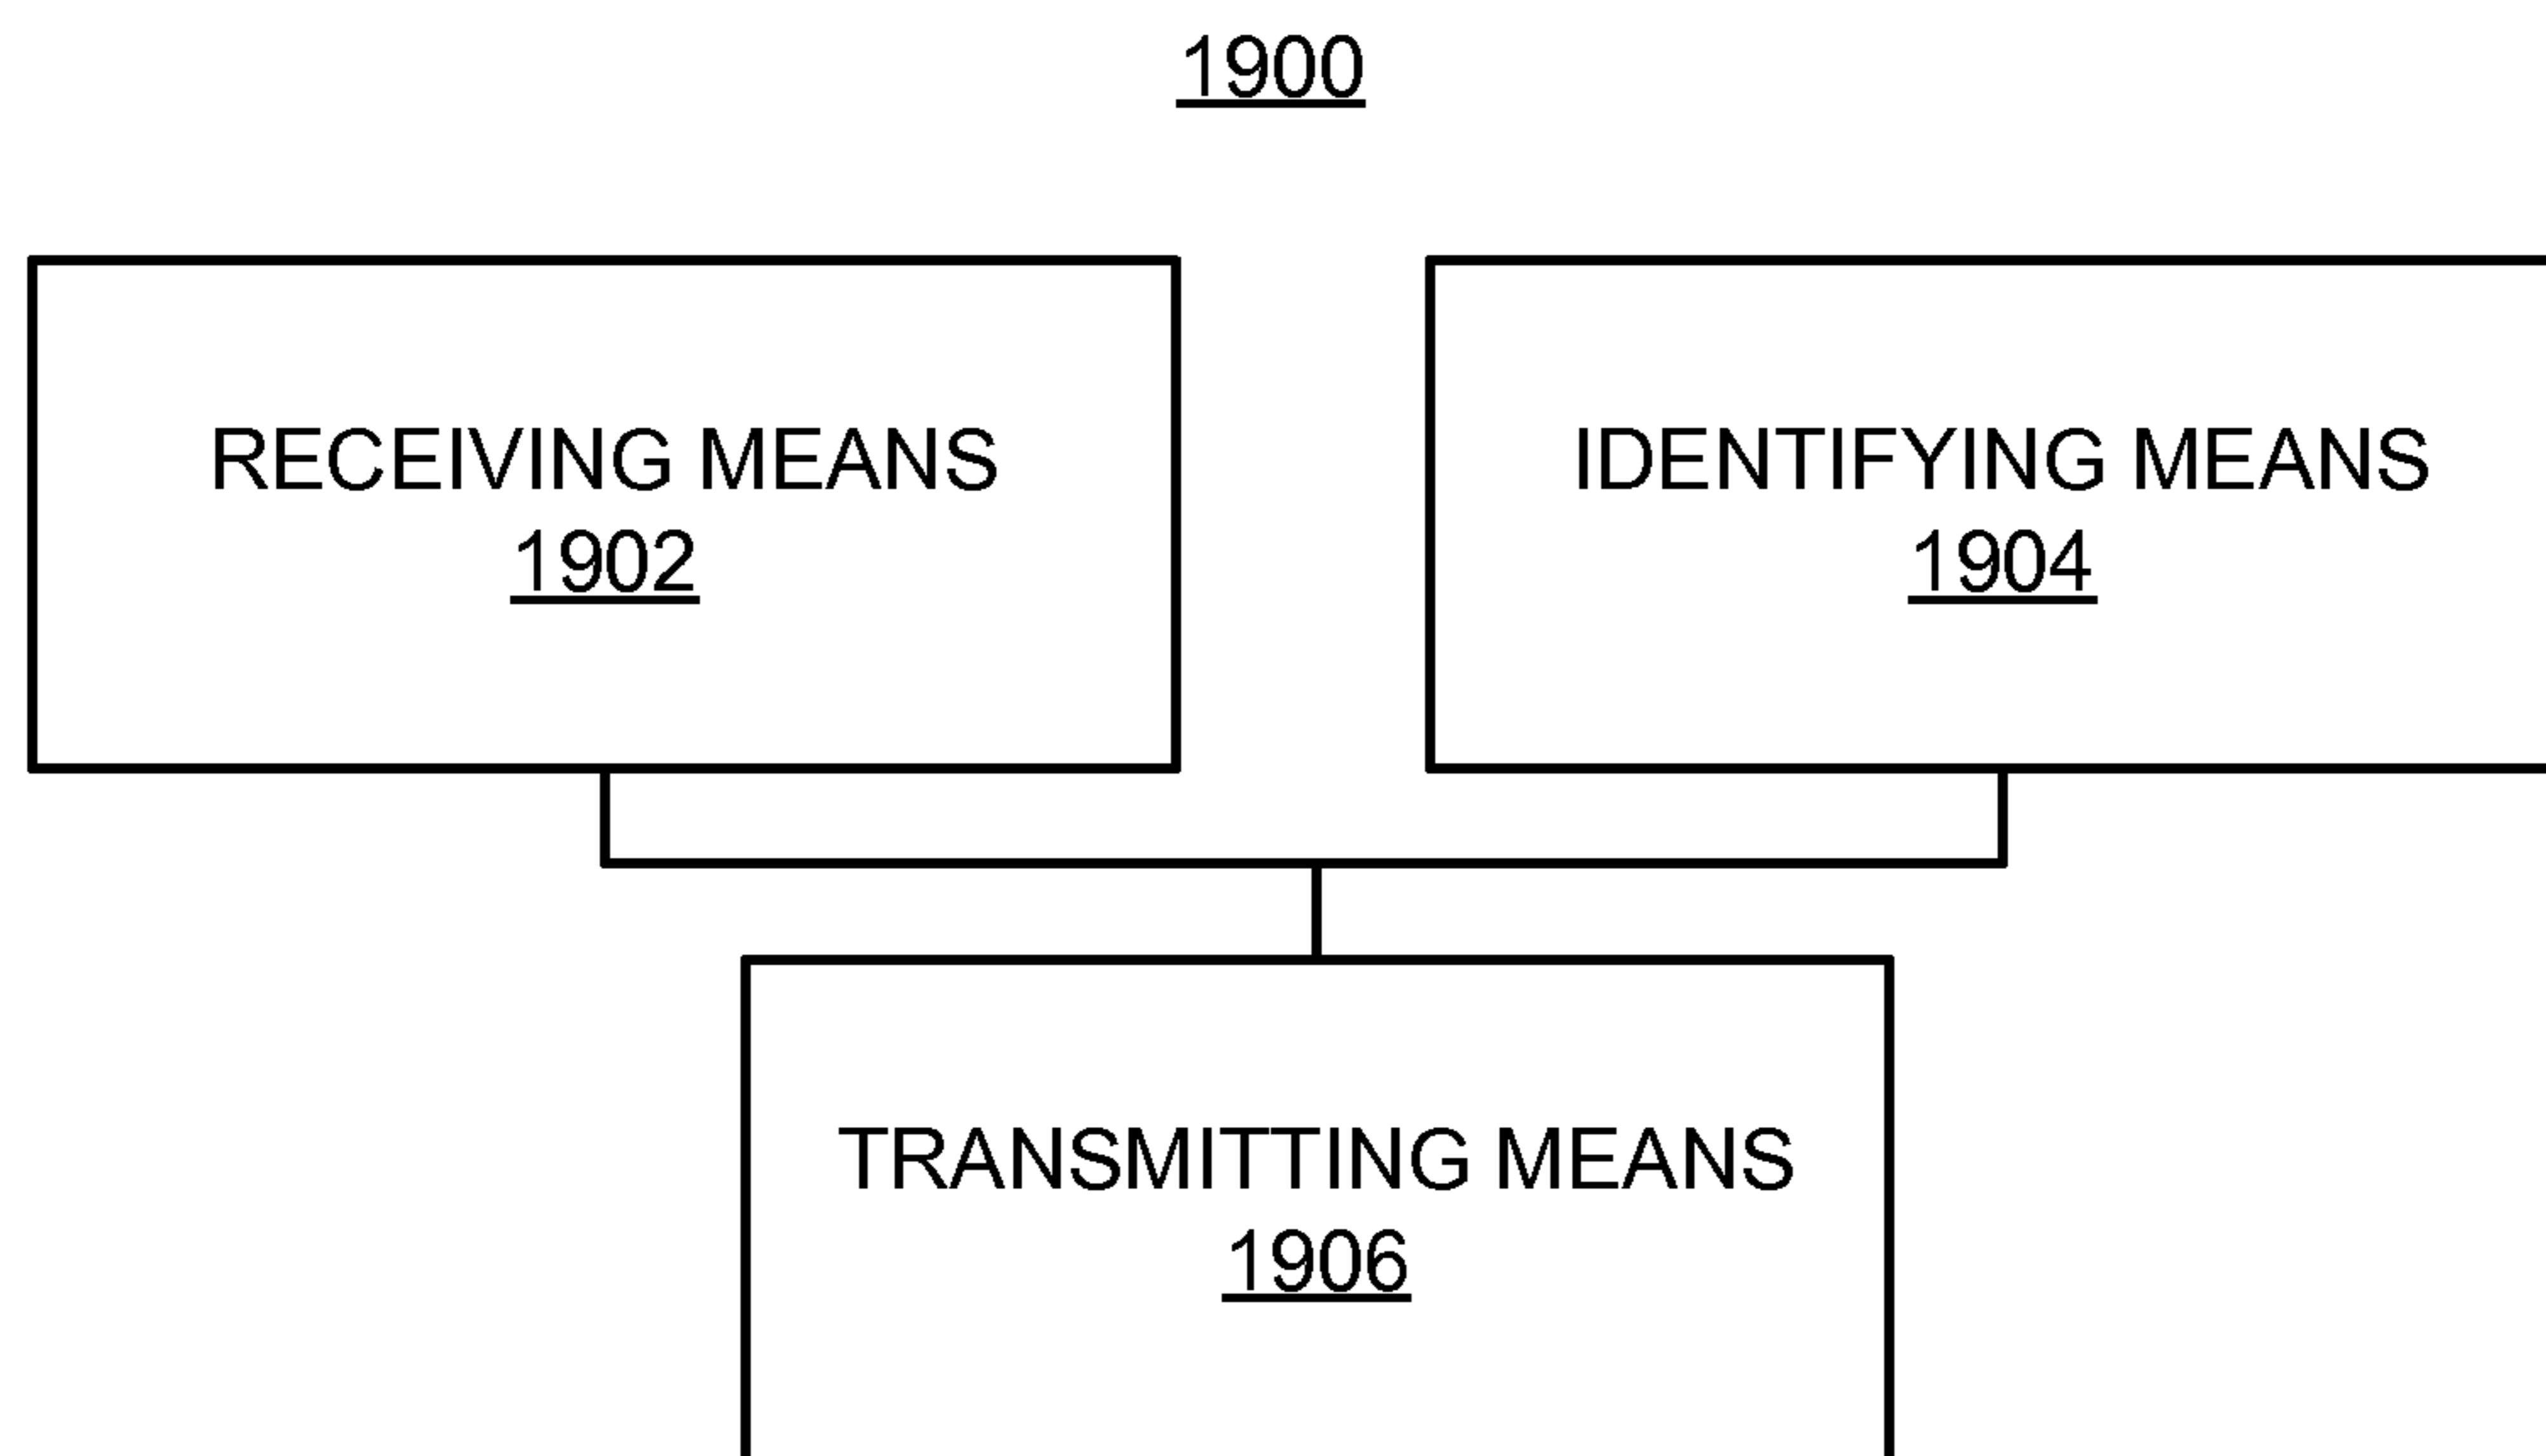 1900
RECEIVING MEANS
1902
IDENTIFYING MEANS
1904
TRANSMITTING MEANS
1906